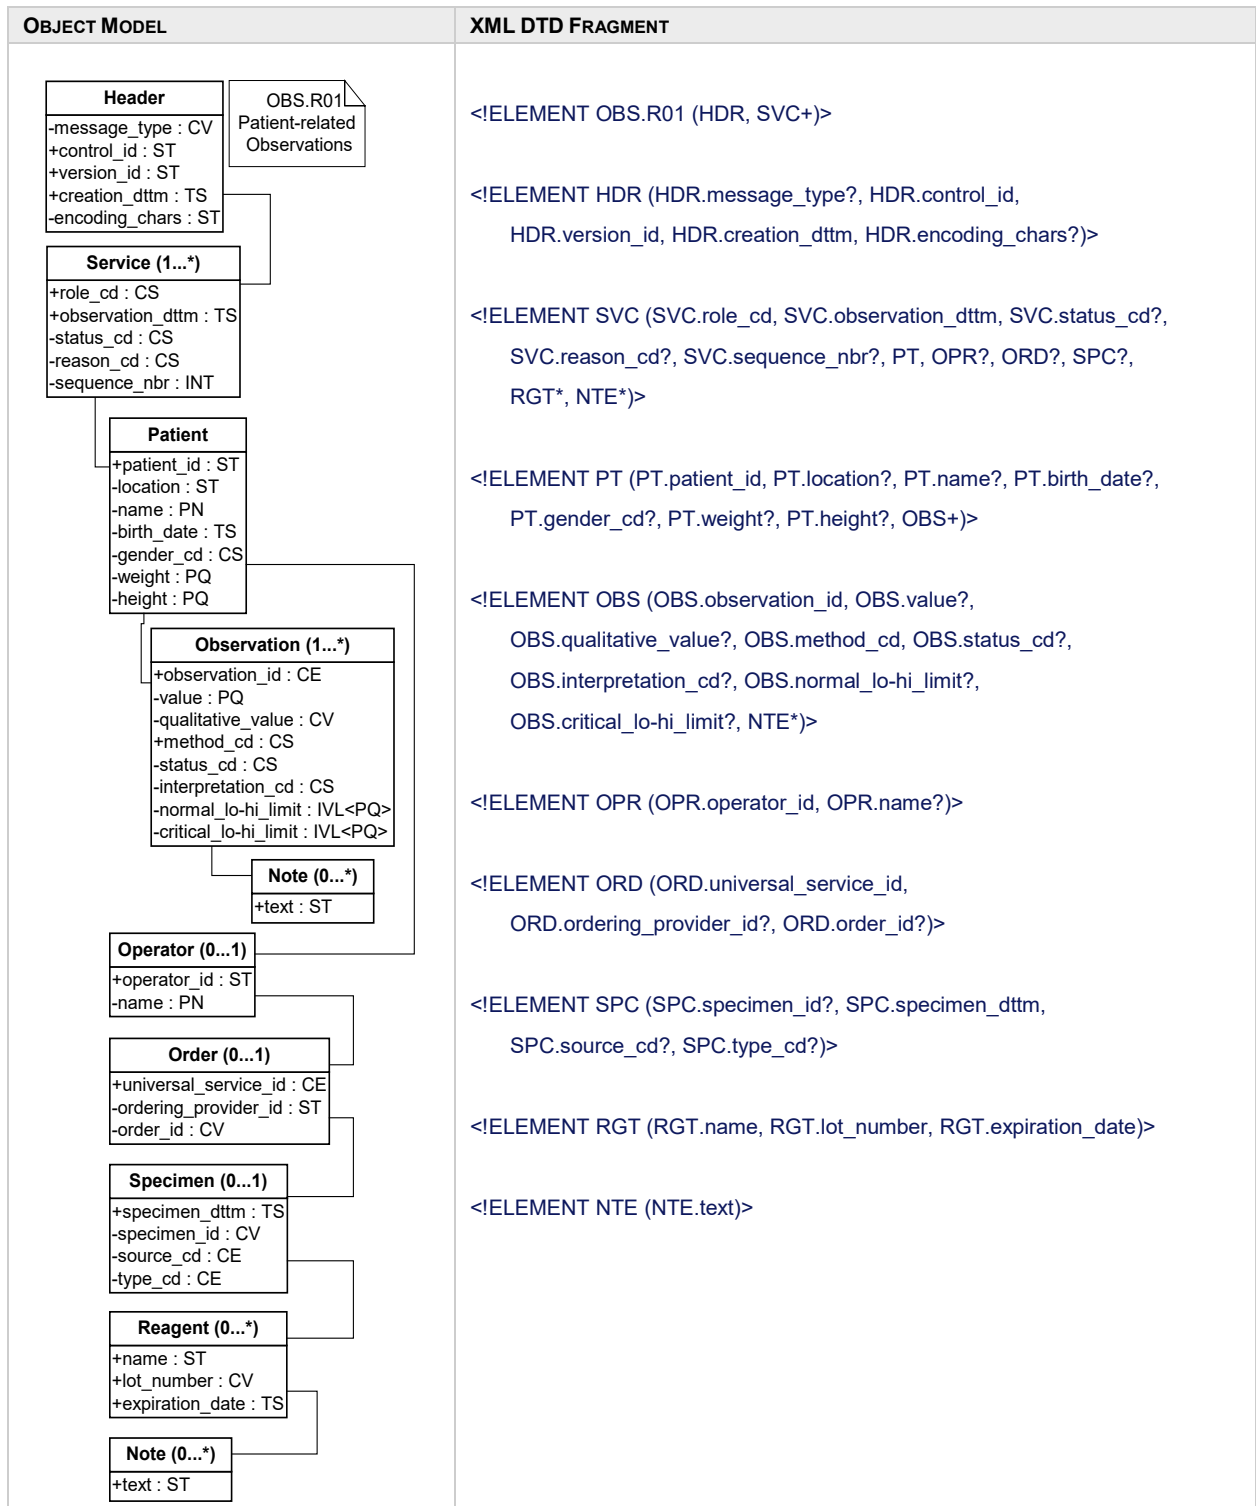 OBJECT MODEL
XML DTD FRAGMENT
Header
-message_type : CV
+control_id : ST
+version_id : ST
+creation_dttm : TS
-encoding_chars : ST
OBS.R01
Patient-related
Observations
Service (1...*)
+role_cd : CS
+observation_dttm : TS
-status_cd : CS
-reason_cd : CS
-sequence_nbr : INT
Patient
+patient_id : ST
-location : ST
-name : PN
-birth_date : TS
-gender_cd : CS
-weight : PQ
-height : PQ
Observation (1...*)
+observation_id : CE
-value : PQ
-qualitative_value : CV
+method_cd : CS
-status_cd : CS
-interpretation_cd : CS
-normal_lo-hi_limit : IVL<PQ>
-critical_lo-hi_limit : IVL<PQ>
Note (0...*)
+text : ST
Operator (0...1)
+operator_id : ST
-name : PN
Order (0...1)
+universal_service_id : CE
-ordering_provider_id : ST
-order_id : CV
Specimen (0...1)
+specimen_dttm : TS
-specimen_id : CV
-source_cd : CE
-type_cd : CE
Reagent (0...*)
+name : ST
+lot_number : CV
+expiration_date : TS
Note (0...*)
+text : ST
<!ELEMENT OBS.R01 (HDR, SVC+)>
<!ELEMENT HDR (HDR.message_type?, HDR.control_id,
HDR.version_id, HDR.creation_dttm, HDR.encoding_chars?)>
<!ELEMENT SVC (SVC.role_cd, SVC.observation_dttm, SVC.status_cd?,
SVC.reason_cd?, SVC.sequence_nbr?, PT, OPR?, ORD?, SPC?,
RGT*, NTE*)>
<!ELEMENT PT (PT.patient_id, PT.location?, PT.name?, PT.birth_date?,
PT.gender_cd?, PT.weight?, PT.height?, OBS+)>
<!ELEMENT OBS (OBS.observation_id, OBS.value?,
OBS.qualitative_value?, OBS.method_cd, OBS.status_cd?,
OBS.interpretation_cd?, OBS.normal_lo-hi_limit?,
OBS.critical_lo-hi_limit?, NTE*)>
<!ELEMENT OPR (OPR.operator_id, OPR.name?)>
<!ELEMENT ORD (ORD.universal_service_id,
ORD.ordering_provider_id?, ORD.order_id?)>
<!ELEMENT SPC (SPC.specimen_id?, SPC.specimen_dttm,
SPC.source_cd?, SPC.type_cd?)>
<!ELEMENT RGT (RGT.name, RGT.lot_number, RGT.expiration_date)>
<!ELEMENT NTE (NTE.text)>